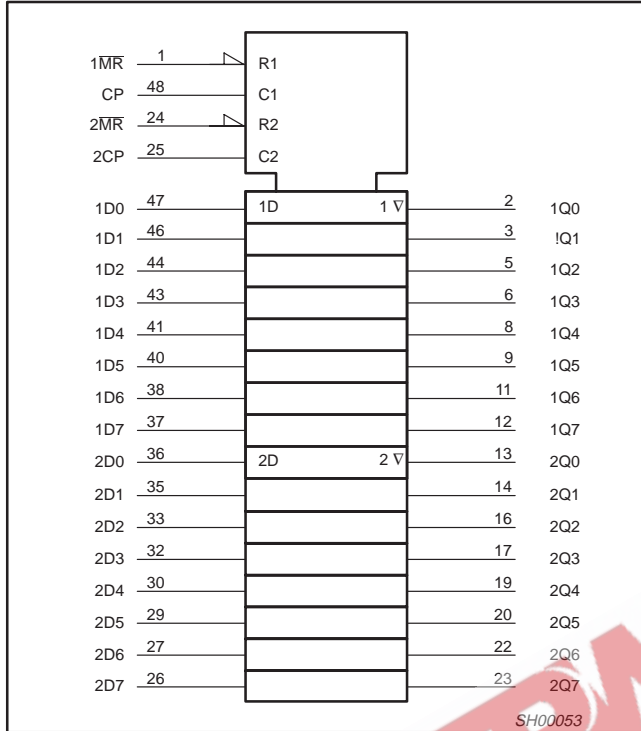 1M̅R̅ 1 R1
CP 48 C1
2M̅R̅ 24 R2
2CP 25 C2
1D0 47 1D 1 ∇ 2 1Q0
1D1 46 3 !Q1
1D2 44 5 1Q2
1D3 43 6 1Q3
1D4 41 8 1Q4
1D5 40 9 1Q5
1D6 38 11 1Q6
1D7 37 12 1Q7
2D0 36 2D 2 ∇ 13 2Q0
2D1 35 14 2Q1
2D2 33 16 2Q2
2D3 32 17 2Q3
2D4 30 19 2Q4
2D5 29 20 2Q5
2D6 27 22 2Q6
2D7 26 23 2Q7
SH00053